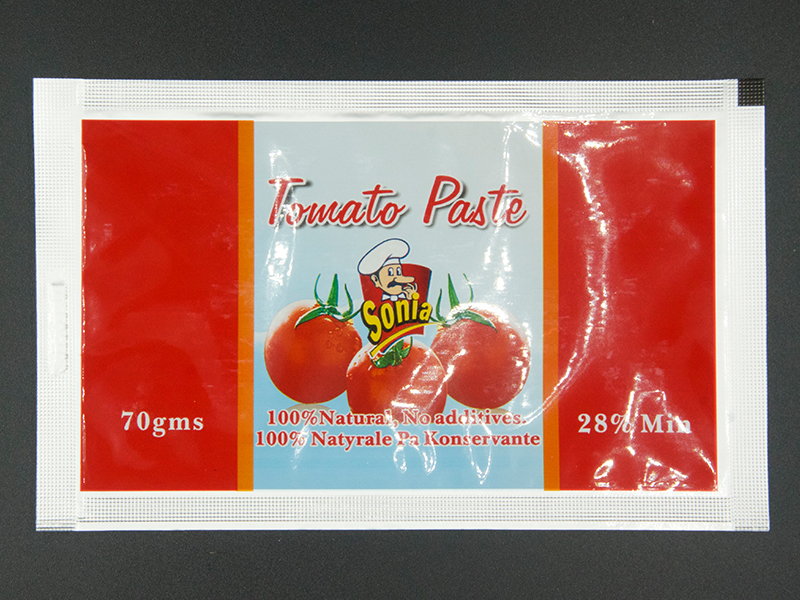 Tomato Paste
Sonia
70gms
100%Natural, No additives.
100% Natyrale Pa Konservante
28% Min